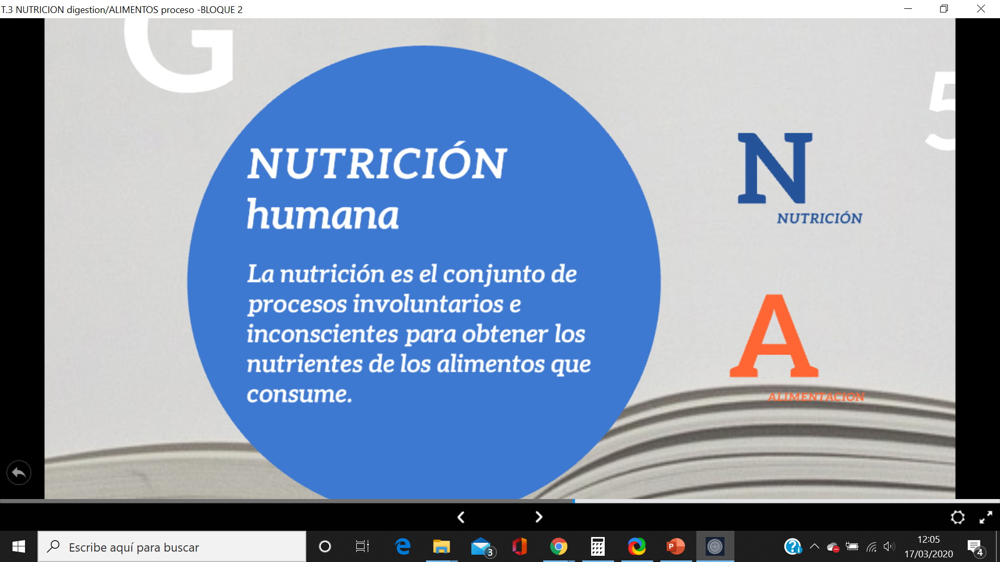 T.3 NUTRICION digestion/ALIMENTOS proceso -BLOQUE 2
G
5
NUTRICIÓN
humana
La nutrición es el conjunto de
procesos involuntarios e
inconscientes para obtener los
nutrientes de los alimentos que
consume.
N
NUTRICIÓN
A
ALIMENTACION
Escribe aquí para buscar
3
P
12:05
17/03/2020
4